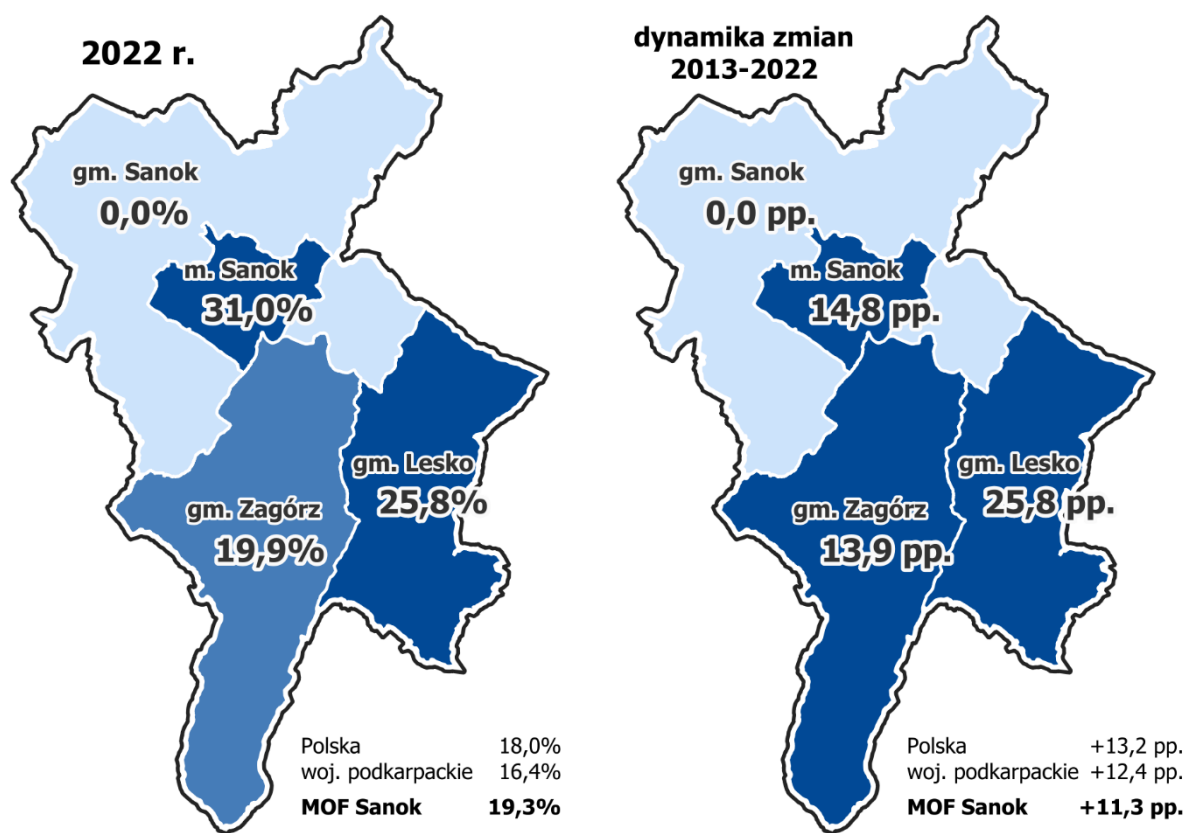 2022 r.
gm. Sanok
0,0%
m. Sanok
31,0%
gm. Lesko
25,8%
gm. Zagórz
19,9%
Polska 18,0%
woj. podkarpackie 16,4%
MOF Sanok 19,3%
dynamika zmian
2013-2022
gm. Sanok
0,0 pp.
m. Sanok
14,8 pp.
gm. Lesko
25,8 pp.
gm. Zagórz
13,9 pp.
Polska +13,2 pp.
woj. podkarpackie +12,4 pp.
MOF Sanok +11,3 pp.